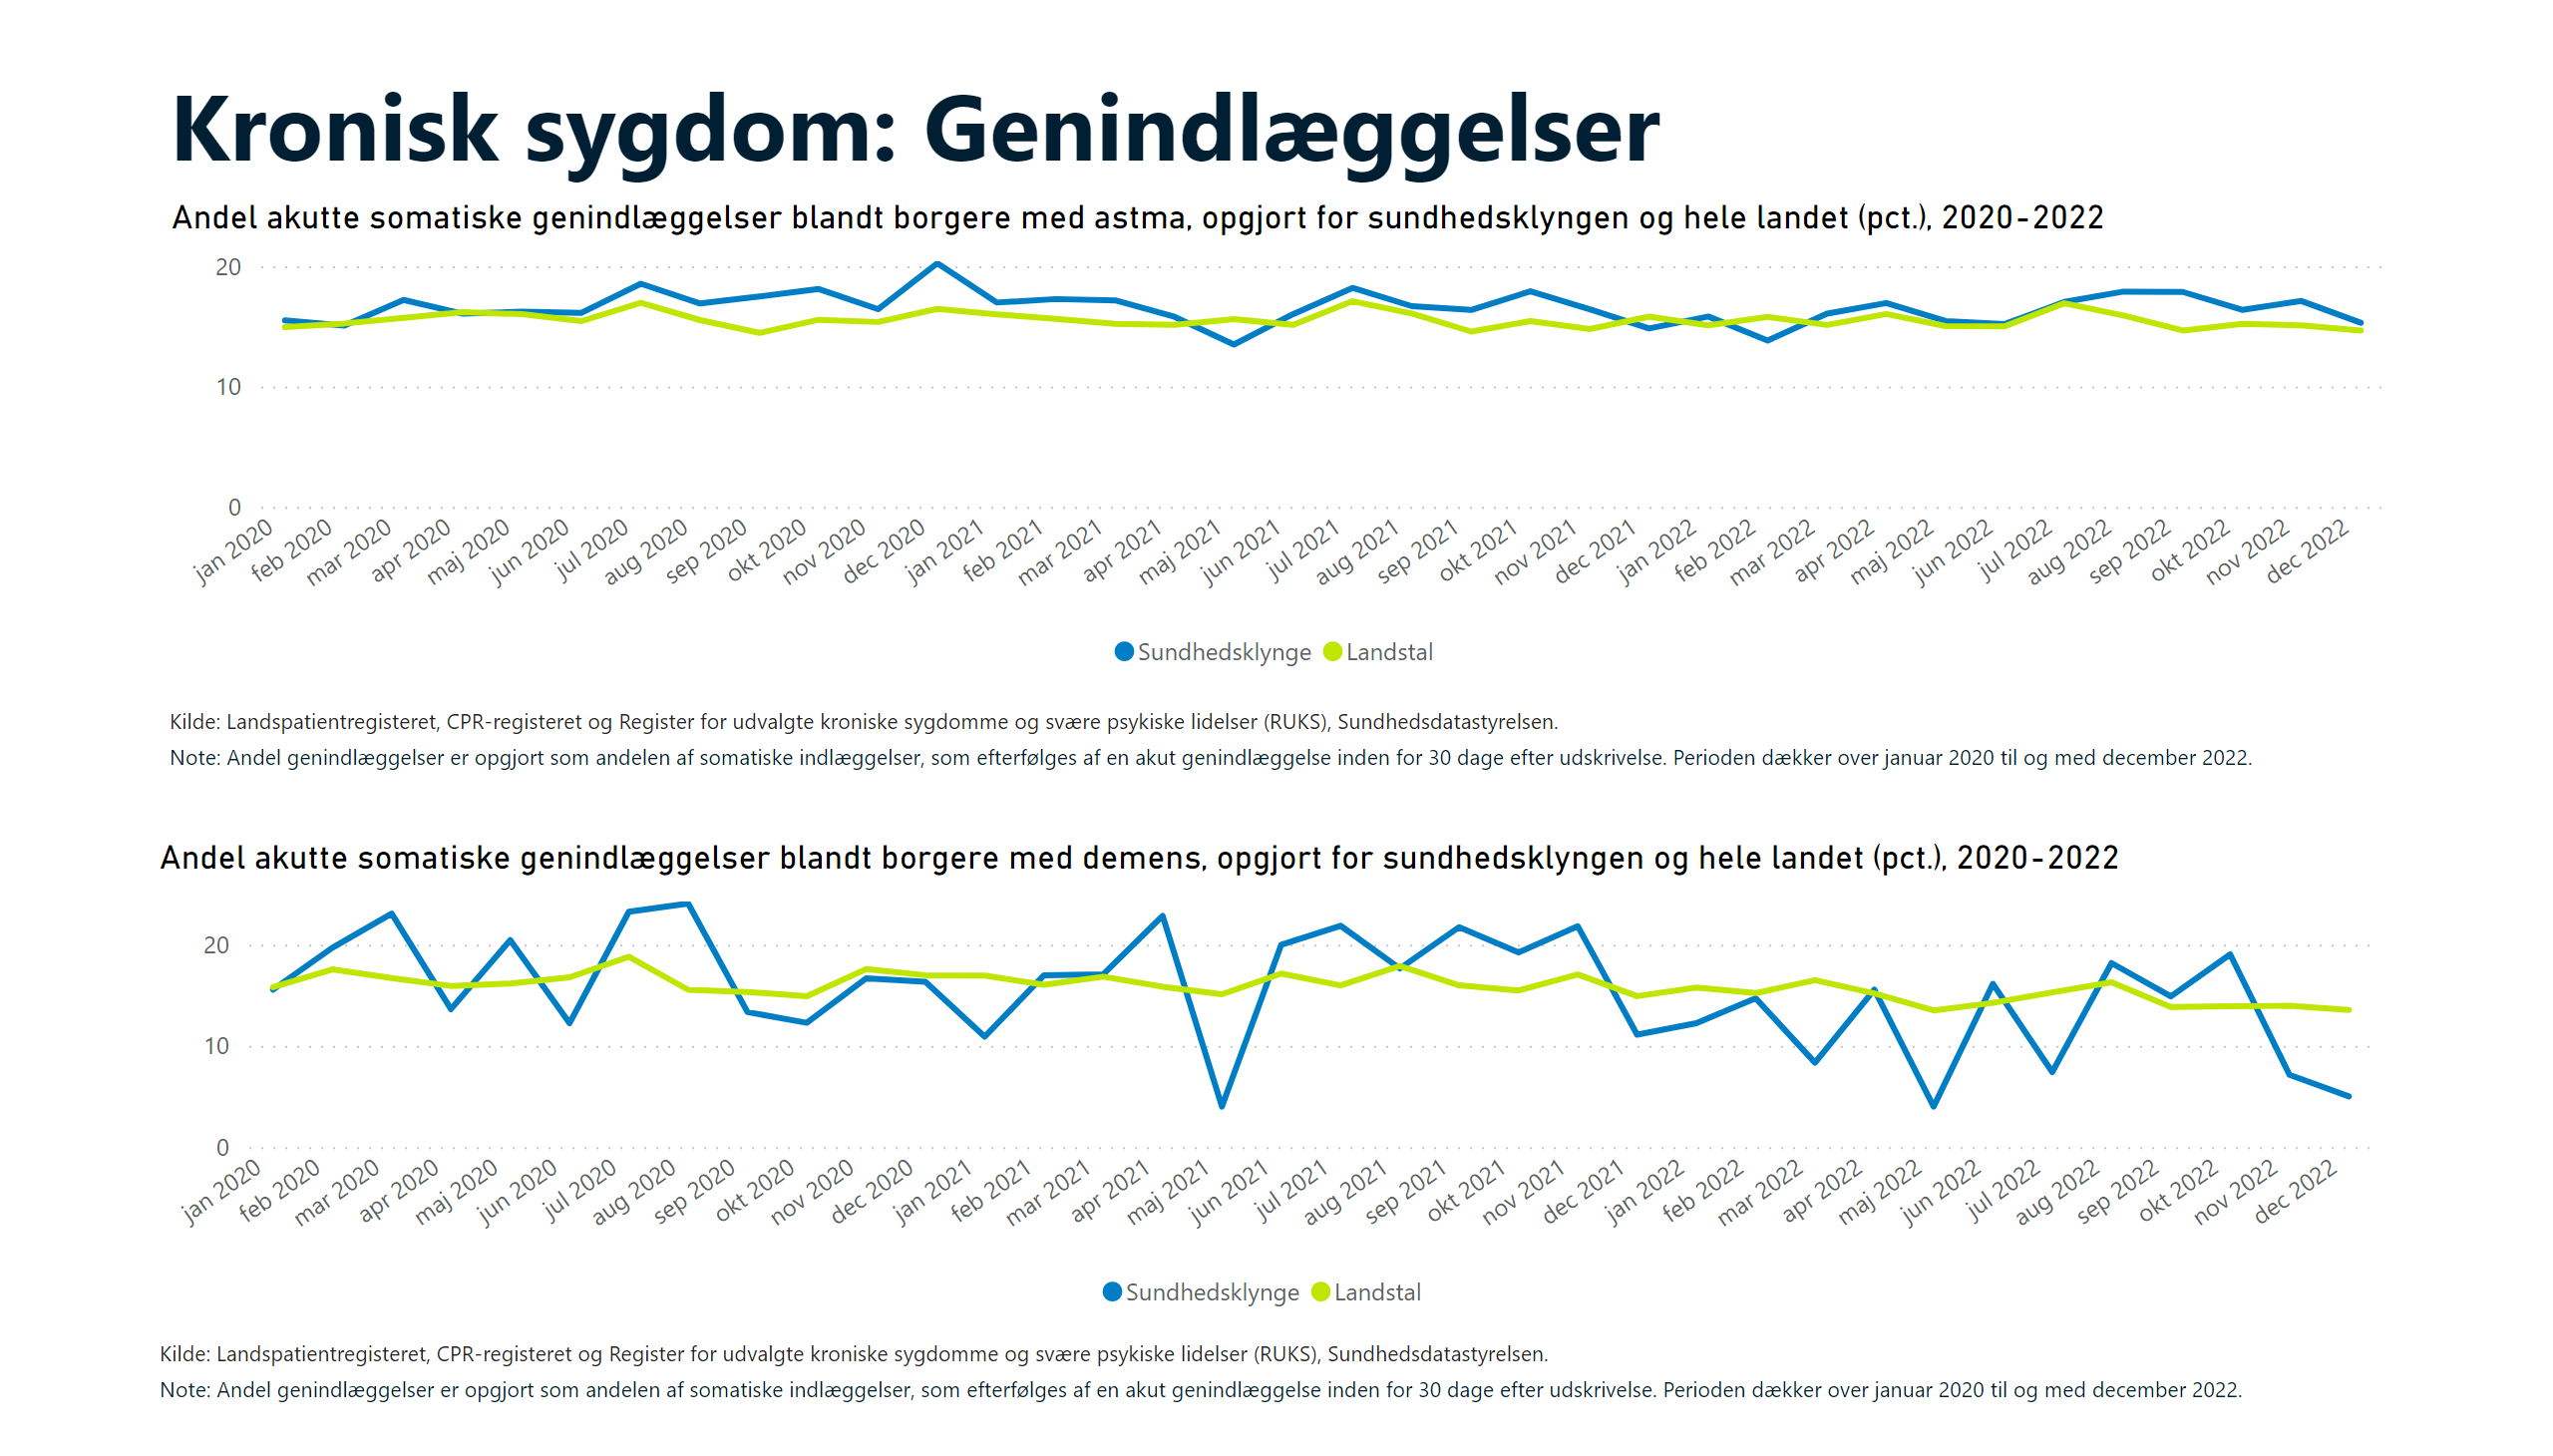 Kronisk sygdom: Genindlæggelser
Andel akutte somatiske genindlæggelser blandt borgere med astma, opgjort for sundhedsklyngen og hele landet (pct.), 2020-2022
20
10
0
jan 2020 feb 2020 mar 2020 apr 2020 maj 2020 jun 2020 jul 2020 aug 2020 sep 2020 okt 2020 nov 2020 dec 2020 jan 2021 feb 2021 mar 2021 apr 2021 maj 2021 jun 2021 jul 2021 aug 2021 sep 2021 okt 2021 nov 2021 dec 2021 jan 2022 feb 2022 mar 2022 apr 2022 maj 2022 jun 2022 jul 2022 aug 2022 sep 2022 okt 2022 nov 2022 dec 2022
Sundhedsklynge Landstal
Kilde: Landspatientregisteret, CPR-registeret og Register for udvalgte kroniske sygdomme og svære psykiske lidelser (RUKS), Sundhedsdatastyrelsen.
Note: Andel genindlæggelser er opgjort som andelen af somatiske indlæggelser, som efterfølges af en akut genindlæggelse inden for 30 dage efter udskrivelse. Perioden dækker over januar 2020 til og med december 2022.
Andel akutte somatiske genindlæggelser blandt borgere med demens, opgjort for sundhedsklyngen og hele landet (pct.), 2020-2022
20
10
0
jan 2020 feb 2020 mar 2020 apr 2020 maj 2020 jun 2020 jul 2020 aug 2020 sep 2020 okt 2020 nov 2020 dec 2020 jan 2021 feb 2021 mar 2021 apr 2021 maj 2021 jun 2021 jul 2021 aug 2021 sep 2021 okt 2021 nov 2021 dec 2021 jan 2022 feb 2022 mar 2022 apr 2022 maj 2022 jun 2022 jul 2022 aug 2022 sep 2022 okt 2022 nov 2022 dec 2022
Sundhedsklynge Landstal
Kilde: Landspatientregisteret, CPR-registeret og Register for udvalgte kroniske sygdomme og svære psykiske lidelser (RUKS), Sundhedsdatastyrelsen.
Note: Andel genindlæggelser er opgjort som andelen af somatiske indlæggelser, som efterfølges af en akut genindlæggelse inden for 30 dage efter udskrivelse. Perioden dækker over januar 2020 til og med december 2022.